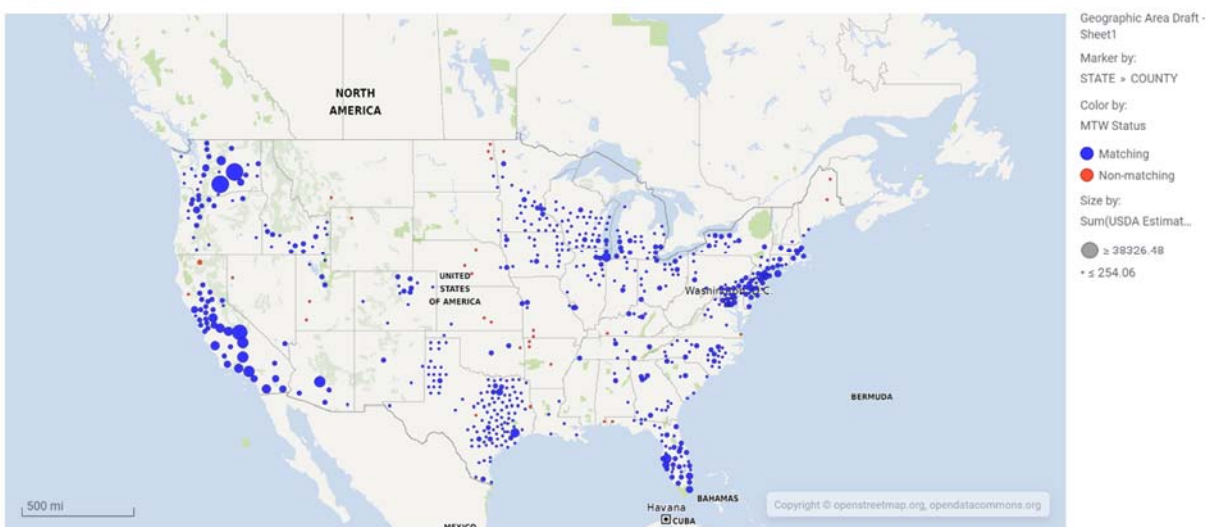 Geographic Area Draft -
Sheet1
Marker by:
STATE » COUNTY
Color by:
MTW Status
Matching
Non-matching
Size by:
Sum(USDA Estimat...
≥ 38326.48
• ≤ 254.06
NORTH
AMERICA
UNITED
STATES
OF AMERICA
Washington, D.C.
BERMUDA
BAHAMAS
Havana
CUBA
MEXICO
500 mi
Copyright © openstreetmap.org, opendatacommons.org